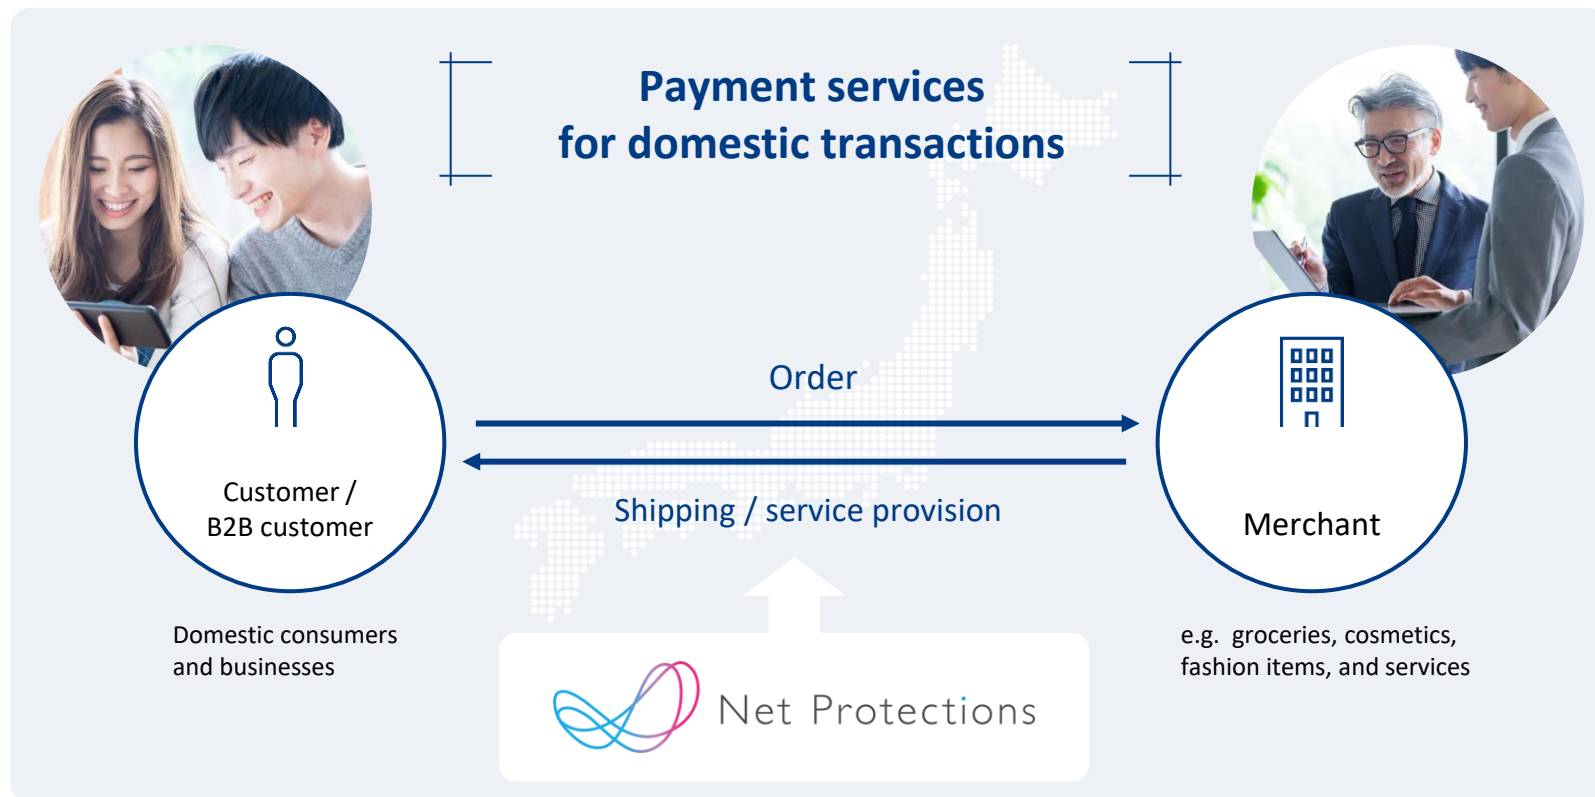 Payment services
for domestic transactions
Order
Shipping / service provision
Customer /
B2B customer
Merchant
Domestic consumers
and businesses
e.g. groceries, cosmetics,
fashion items, and services
Net Protections